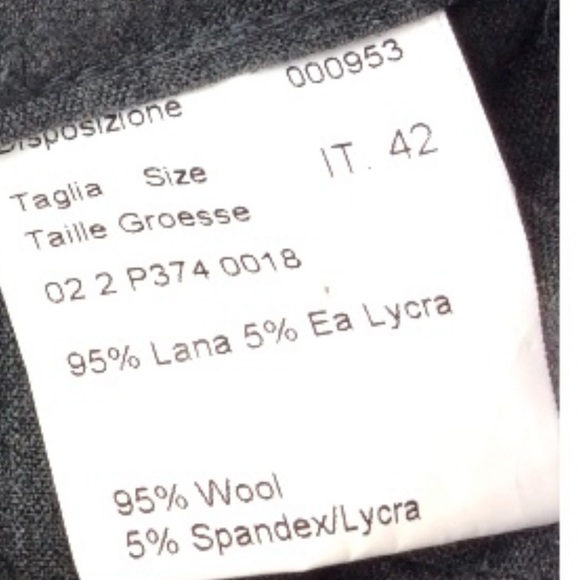 000953
Disposizione
Taglia Size IT. 42
Taille Groesse
02 2 P374 0018
95% Lana 5% Ea Lycra
95% Wool
5% Spandex/Lycra